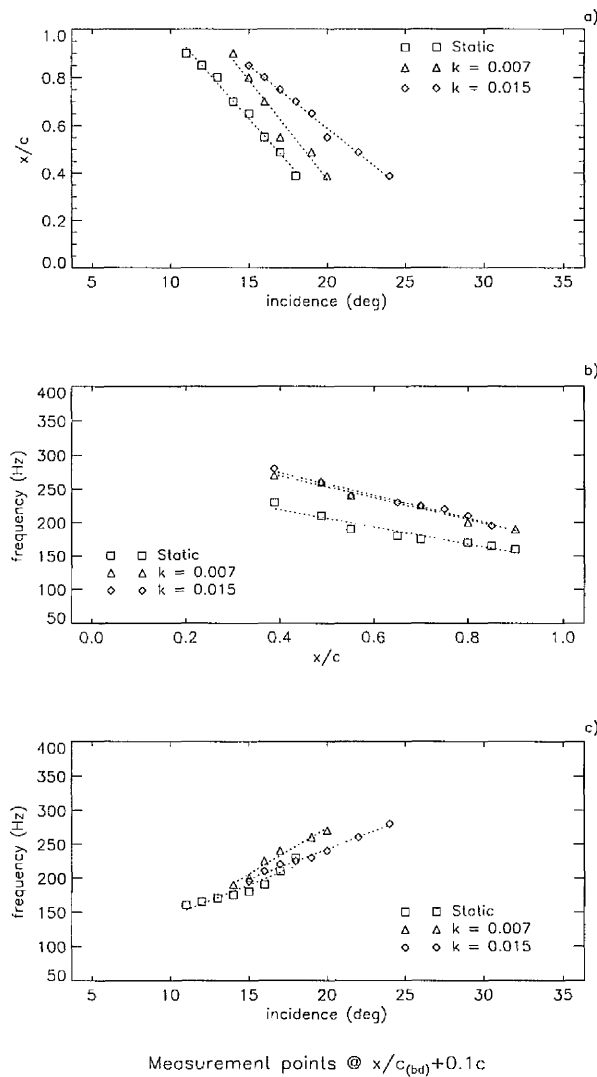 a)
1.0
0.8
0.6
0.4
0.2
0.0
x/c
Static
k = 0.007
k = 0.015
5 10 15 20 25 30 35
incidence (deg)
b)
400
350
300
250
200
150
100
50
frequency (Hz)
Static
k = 0.007
k = 0.015
0.0 0.2 0.4 0.6 0.8 1.0
x/c
c)
400
350
300
250
200
150
100
50
frequency (Hz)
Static
k = 0.007
k = 0.015
5 10 15 20 25 30 35
incidence (deg)
Measurement points @ x/c(bd)+0.1c